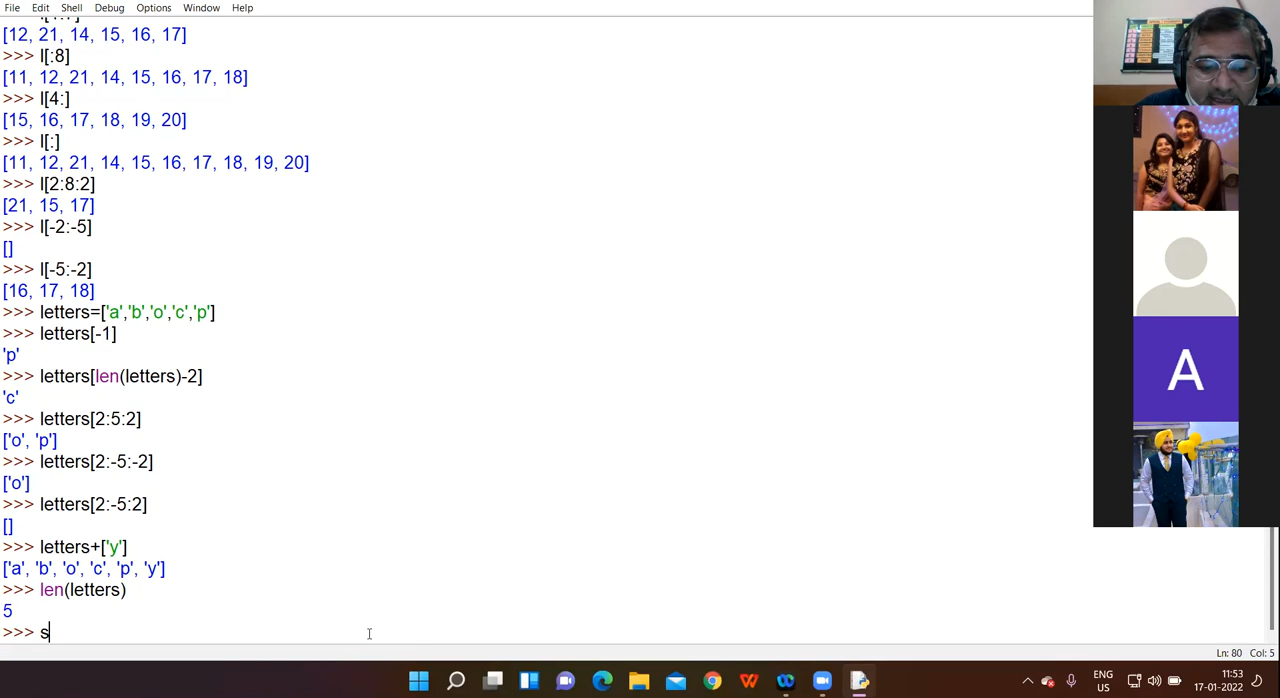 File Edit Shell Debug Options Window Help
[12, 21, 14, 15, 16, 17]
>>> l[:8]
[11, 12, 21, 14, 15, 16, 17, 18]
>>> l[4:]
[15, 16, 17, 18, 19, 20]
>>> l[:]
[11, 12, 21, 14, 15, 16, 17, 18, 19, 20]
>>> l[2:8:2]
[21, 15, 17]
>>> l[-2:-5]
[]
>>> l[-5:-2]
[16, 17, 18]
>>> letters=['a','b','o','c','p']
>>> letters[-1]
'p'
>>> letters[len(letters)-2]
'c'
>>> letters[2:5:2]
['o', 'p']
>>> letters[2:-5:-2]
['o']
>>> letters[2:-5:2]
[]
>>> letters+['y']
['a', 'b', 'o', 'c', 'p', 'y']
>>> len(letters)
5
>>> s
A
Ln: 80 Col: 5
ENG
US
11:53
17-01-2022